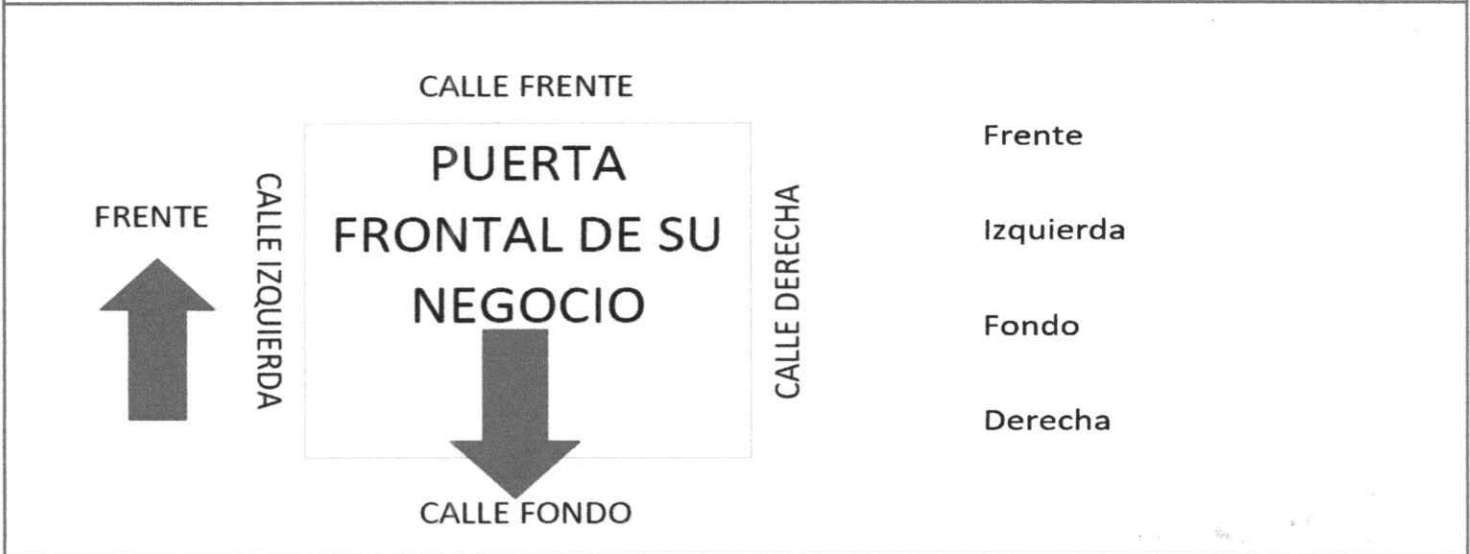 CALLE FRENTE
PUERTA
FRONTAL DE SU
NEGOCIO
FRENTE
CALLE IZQUIERDA
CALLE DERECHA
CALLE FONDO
Frente
Izquierda
Fondo
Derecha